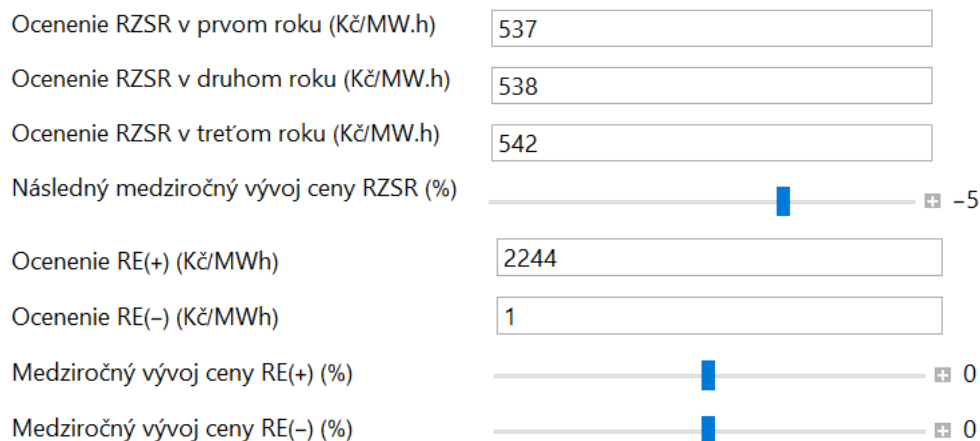 Ocenenie RZSR v prvom roku (Kč/MW.h) 537
Ocenenie RZSR v druhom roku (Kč/MW.h) 538
Ocenenie RZSR v treťom roku (Kč/MW.h) 542
Následný medziročný vývoj ceny RZSR (%) −5
Ocenenie RE(+) (Kč/MWh) 2244
Ocenenie RE(−) (Kč/MWh) 1
Medziročný vývoj ceny RE(+) (%) 0
Medziročný vývoj ceny RE(−) (%) 0